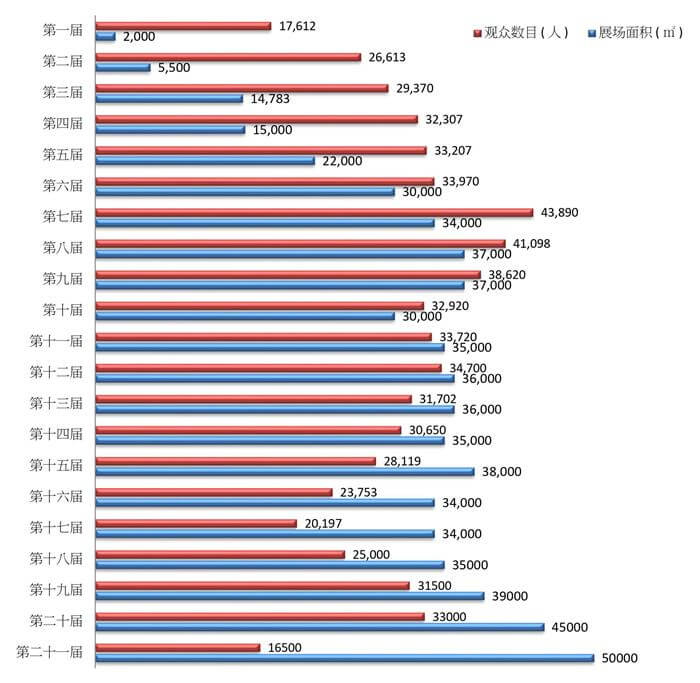 观众数目 ( 人 ) 展场面积 ( ㎡ )
第一届 17,612
2,000
第二届 26,613
5,500
第三届 29,370
14,783
第四届 32,307
15,000
第五届 33,207
22,000
第六届 33,970
30,000
第七届 43,890
34,000
第八届 41,098
37,000
第九届 38,620
37,000
第十届 32,920
30,000
第十一届 33,720
35,000
第十二届 34,700
36,000
第十三届 31,702
36,000
第十四届 30,650
35,000
第十五届 28,119
38,000
第十六届 23,753
34,000
第十七届 20,197
34,000
第十八届 25,000
35000
第十九届 31500
39000
第二十届 33000
45000
第二十一届 16500
50000